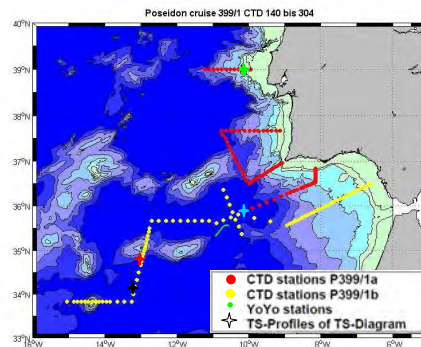 Poseidon cruise 399/1 CTD 140 bis 304
40°N
39°N
38°N
37°N
36°N
35°N
34°N
33°N
16°W
14°W
12°W
10°W
8°W
6°W
CTD stations P399/1a
CTD stations P399/1b
YoYo stations
TS-Profiles of TS-Diagram